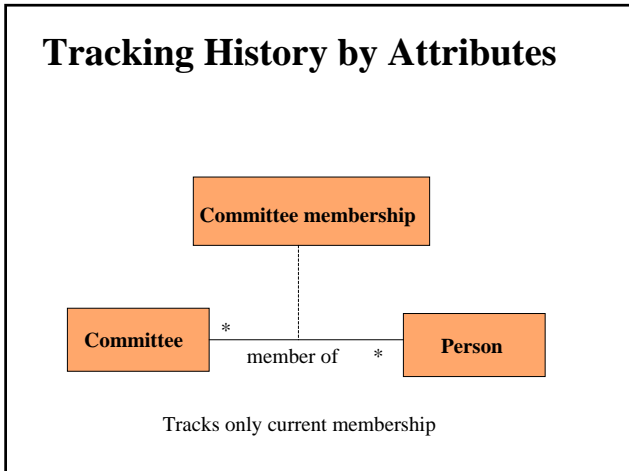 Tracking History by Attributes
Committee membership
Committee
*
member of
*
Person
Tracks only current membership